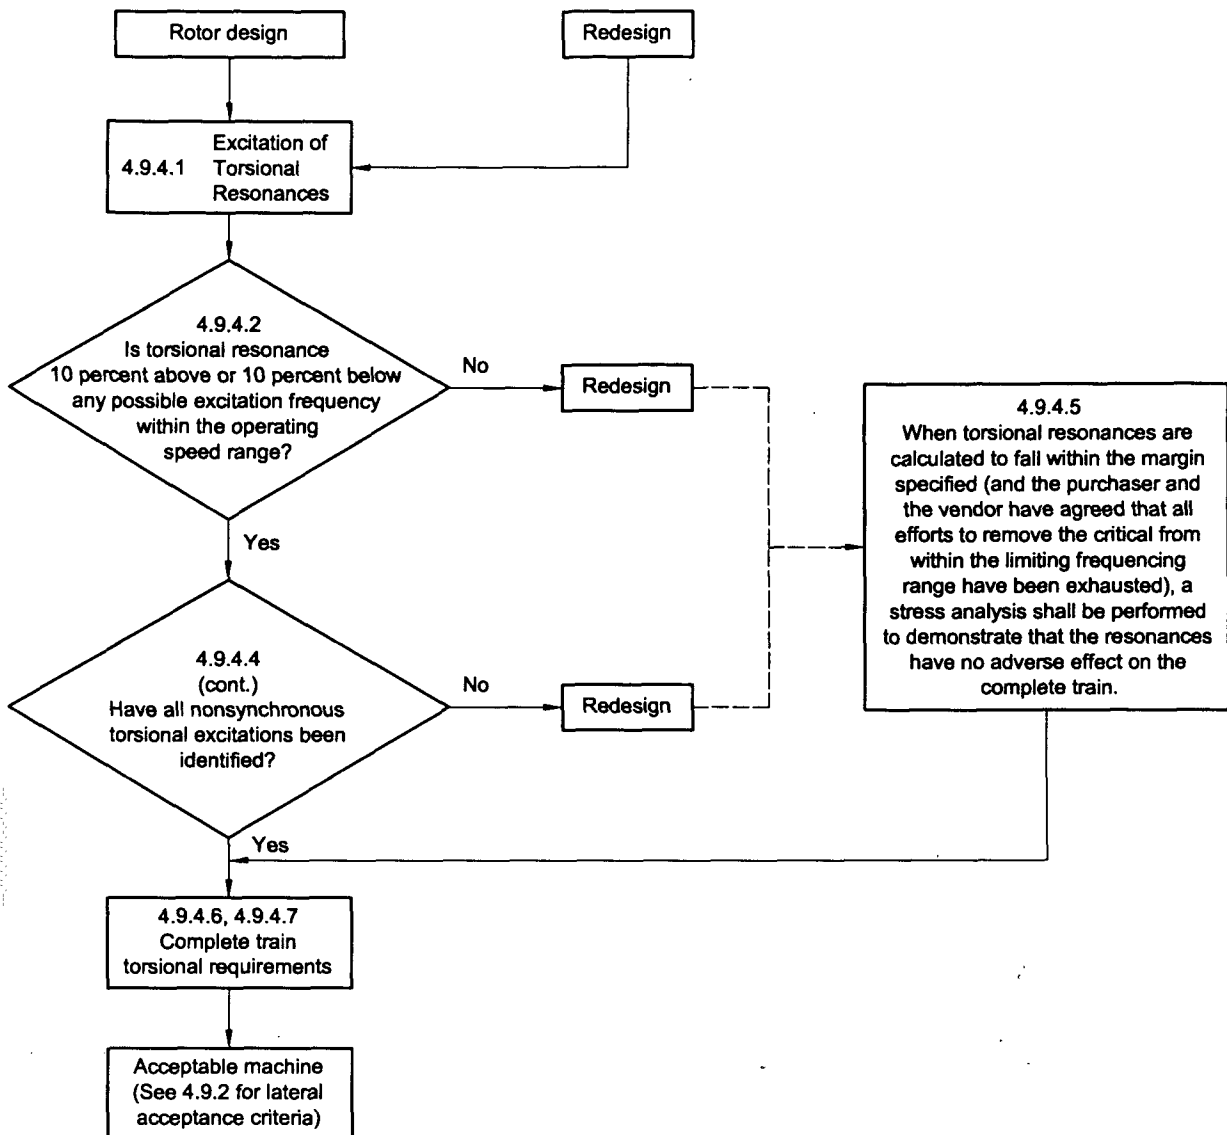 Rotor design
Redesign
4.9.4.1
Excitation of
Torsional
Resonances
4.9.4.2
Is torsional resonance
10 percent above or 10 percent below
any possible excitation frequency
within the operating
speed range?
No
Redesign
Yes
4.9.4.5
When torsional resonances are
calculated to fall within the margin
specified (and the purchaser and
the vendor have agreed that all
efforts to remove the critical from
within the limiting frequencing
range have been exhausted), a
stress analysis shall be performed
to demonstrate that the resonances
have no adverse effect on the
complete train.
4.9.4.4
(cont.)
Have all nonsynchronous
torsional excitations been
identified?
No
Redesign
Yes
4.9.4.6, 4.9.4.7
Complete train
torsional requirements
Acceptable machine
(See 4.9.2 for lateral
acceptance criteria)